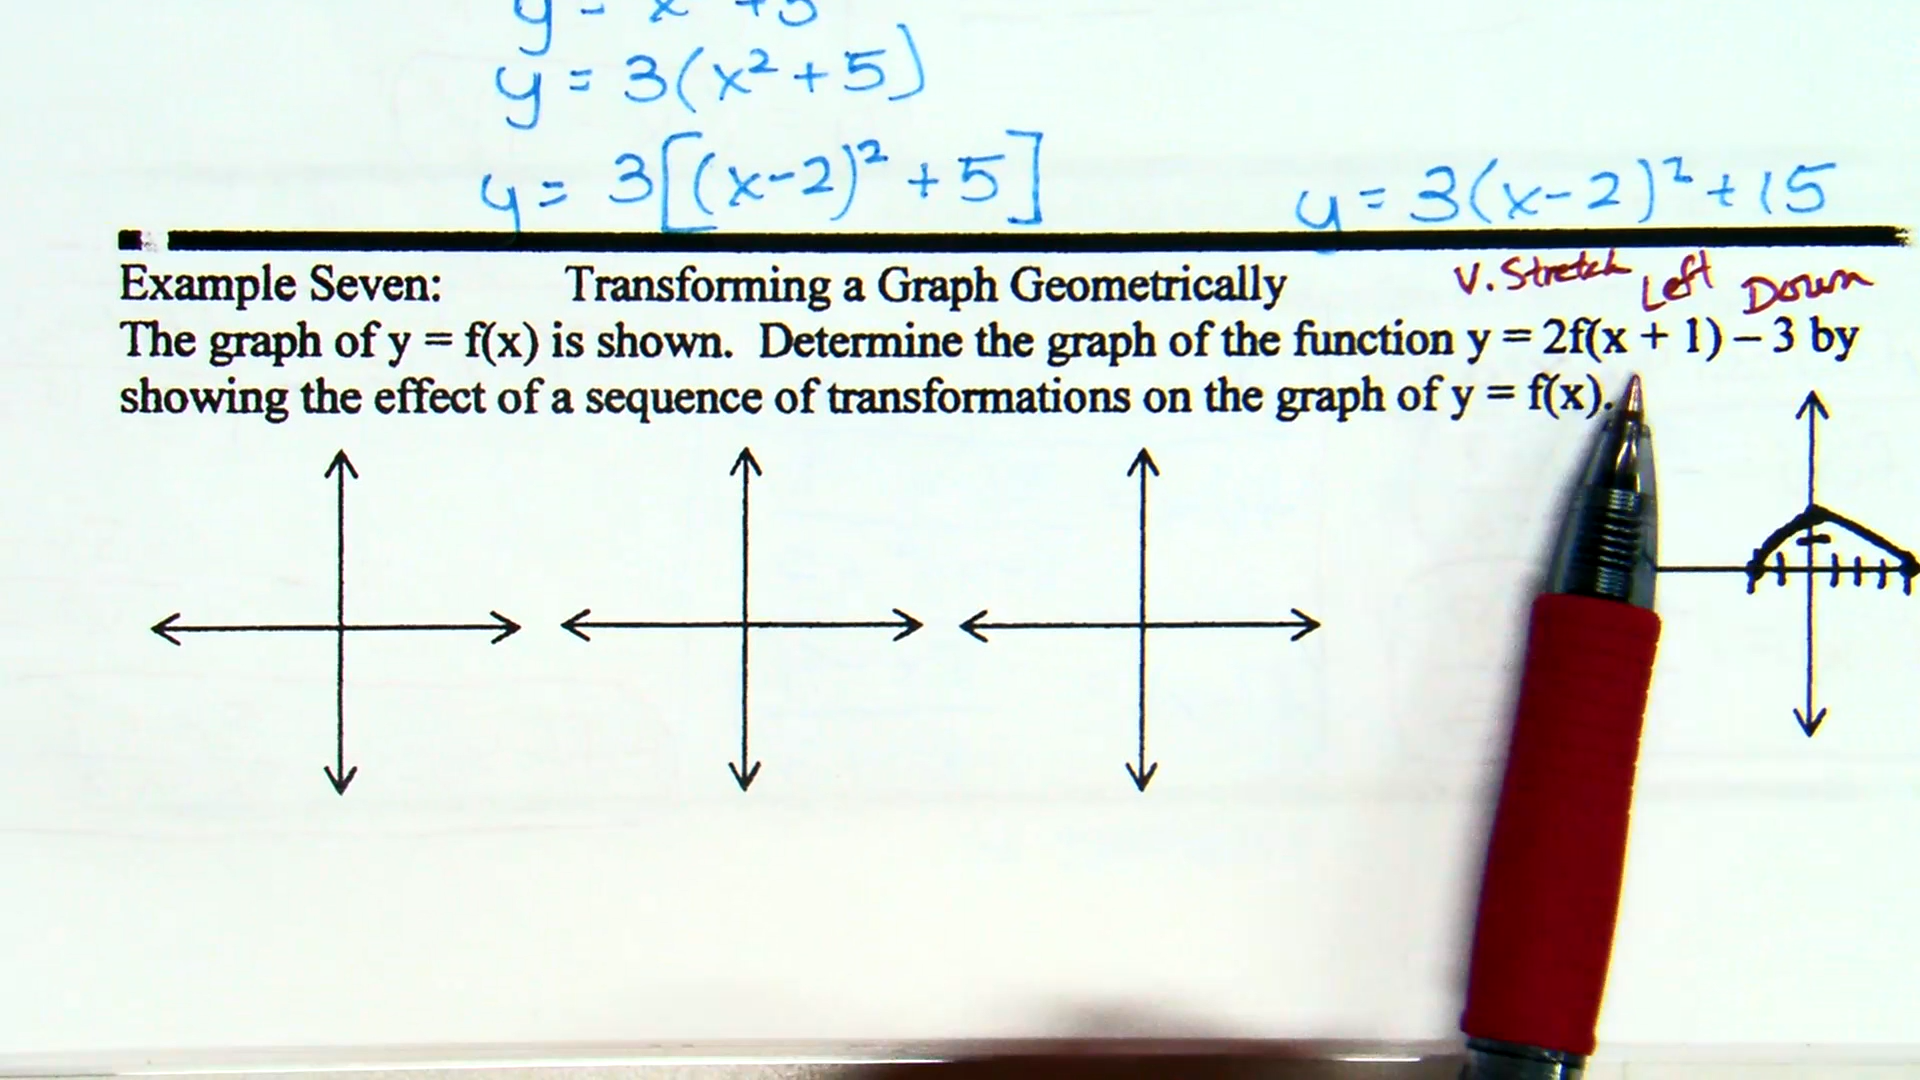 y = x + 5
y = 3(x² + 5)
y = 3[(x-2)² + 5]
y = 3(x-2)² + 15
Example Seven: Transforming a Graph Geometrically
V. Stretch Left Down
The graph of y = f(x) is shown. Determine the graph of the function y = 2f(x + 1) – 3 by
showing the effect of a sequence of transformations on the graph of y = f(x).